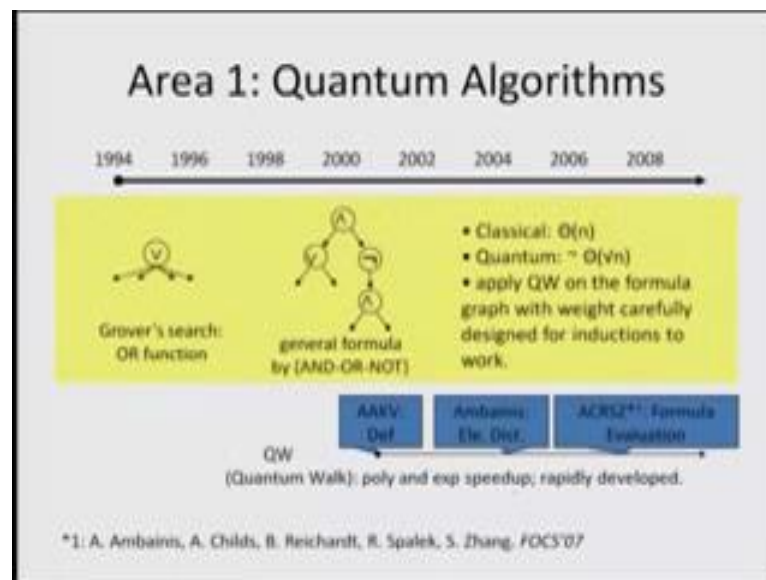 Area 1: Quantum Algorithms
1994 1996 1998 2000 2002 2004 2006 2008
V
Λ
V
¬
Λ
Grover's search:
OR function
general formula
by {AND-OR-NOT}
• Classical: Θ(n)
• Quantum: ~ O(√n)
• apply QW on the formula
graph with weight carefully
designed for inductions to
work.
AAKV:
Def
Ambainis:
Ele. Dist.
ACRSZ*¹: Formula
Evaluation
QW
(Quantum Walk): poly and exp speedup; rapidly developed.
*1: A. Ambainis, A. Childs, B. Reichardt, R. Spalek, S. Zhang. FOCS'07